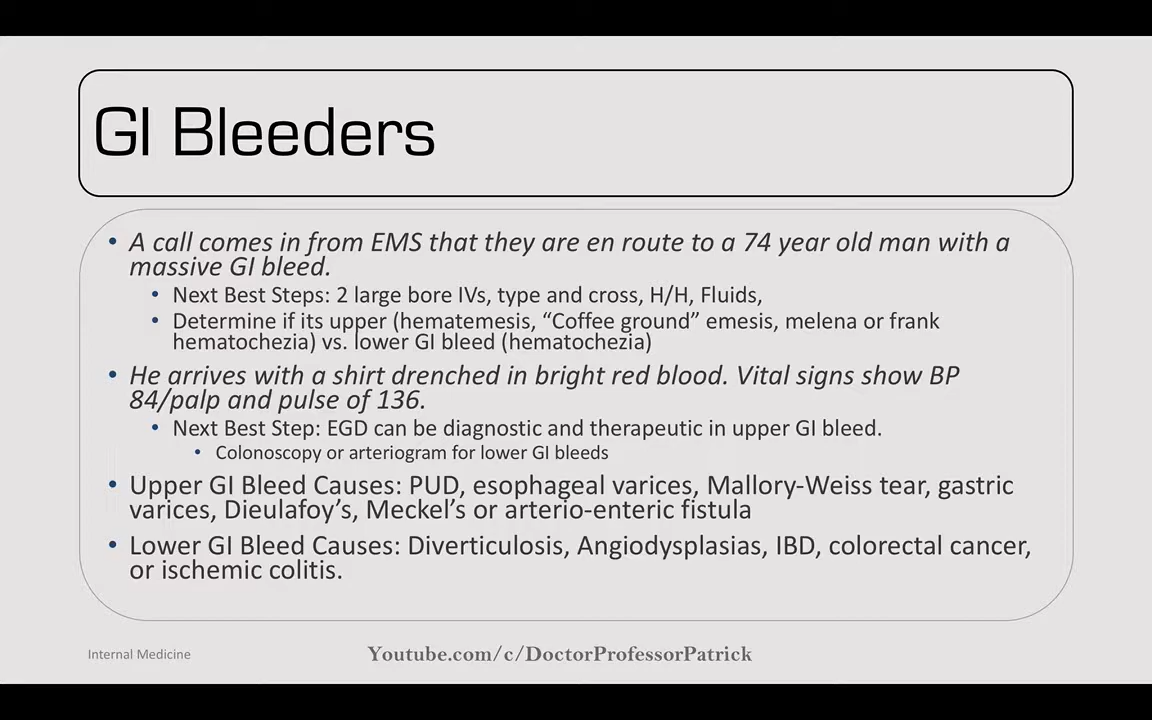 GI Bleeders
• A call comes in from EMS that they are en route to a 74 year old man with a
massive GI bleed.
• Next Best Steps: 2 large bore IVs, type and cross, H/H, Fluids,
• Determine if its upper (hematemesis, “Coffee ground” emesis, melena or frank
hematochezia) vs. lower GI bleed (hematochezia)
• He arrives with a shirt drenched in bright red blood. Vital signs show BP
84/palp and pulse of 136.
• Next Best Step: EGD can be diagnostic and therapeutic in upper GI bleed.
• Colonoscopy or arteriogram for lower GI bleeds
• Upper GI Bleed Causes: PUD, esophageal varices, Mallory-Weiss tear, gastric
varices, Dieulafoy’s, Meckel’s or arterio-enteric fistula
• Lower GI Bleed Causes: Diverticulosis, Angiodysplasias, IBD, colorectal cancer,
or ischemic colitis.
Internal Medicine
Youtube.com/c/DoctorProfessorPatrick